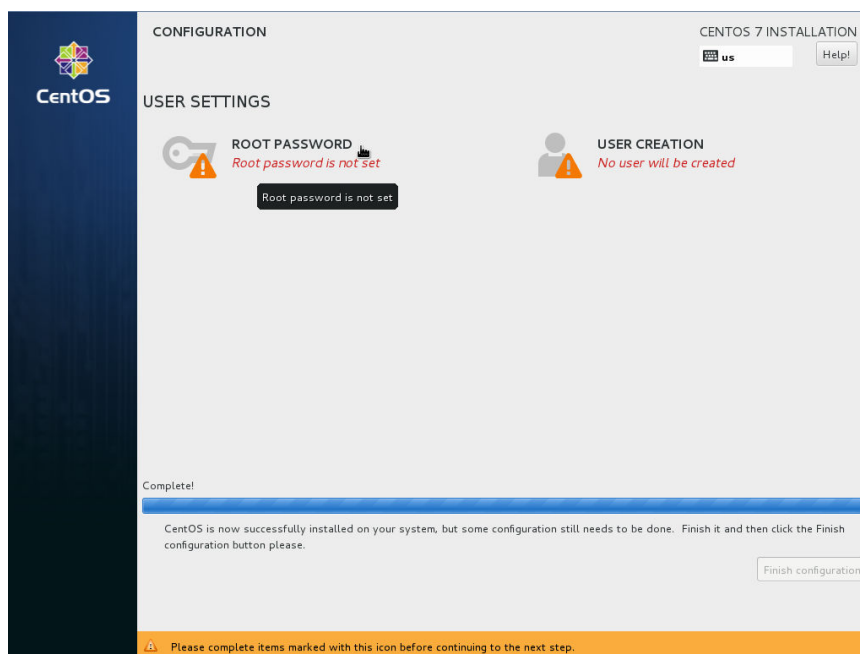 CentOS
CONFIGURATION
CENTOS 7 INSTALLATION
us
Help!
USER SETTINGS
ROOT PASSWORD
Root password is not set
Root password is not set
USER CREATION
No user will be created
Complete!
CentOS is now successfully installed on your system, but some configuration still needs to be done. Finish it and then click the Finish
configuration button please.
Finish configuration
Please complete items marked with this icon before continuing to the next step.